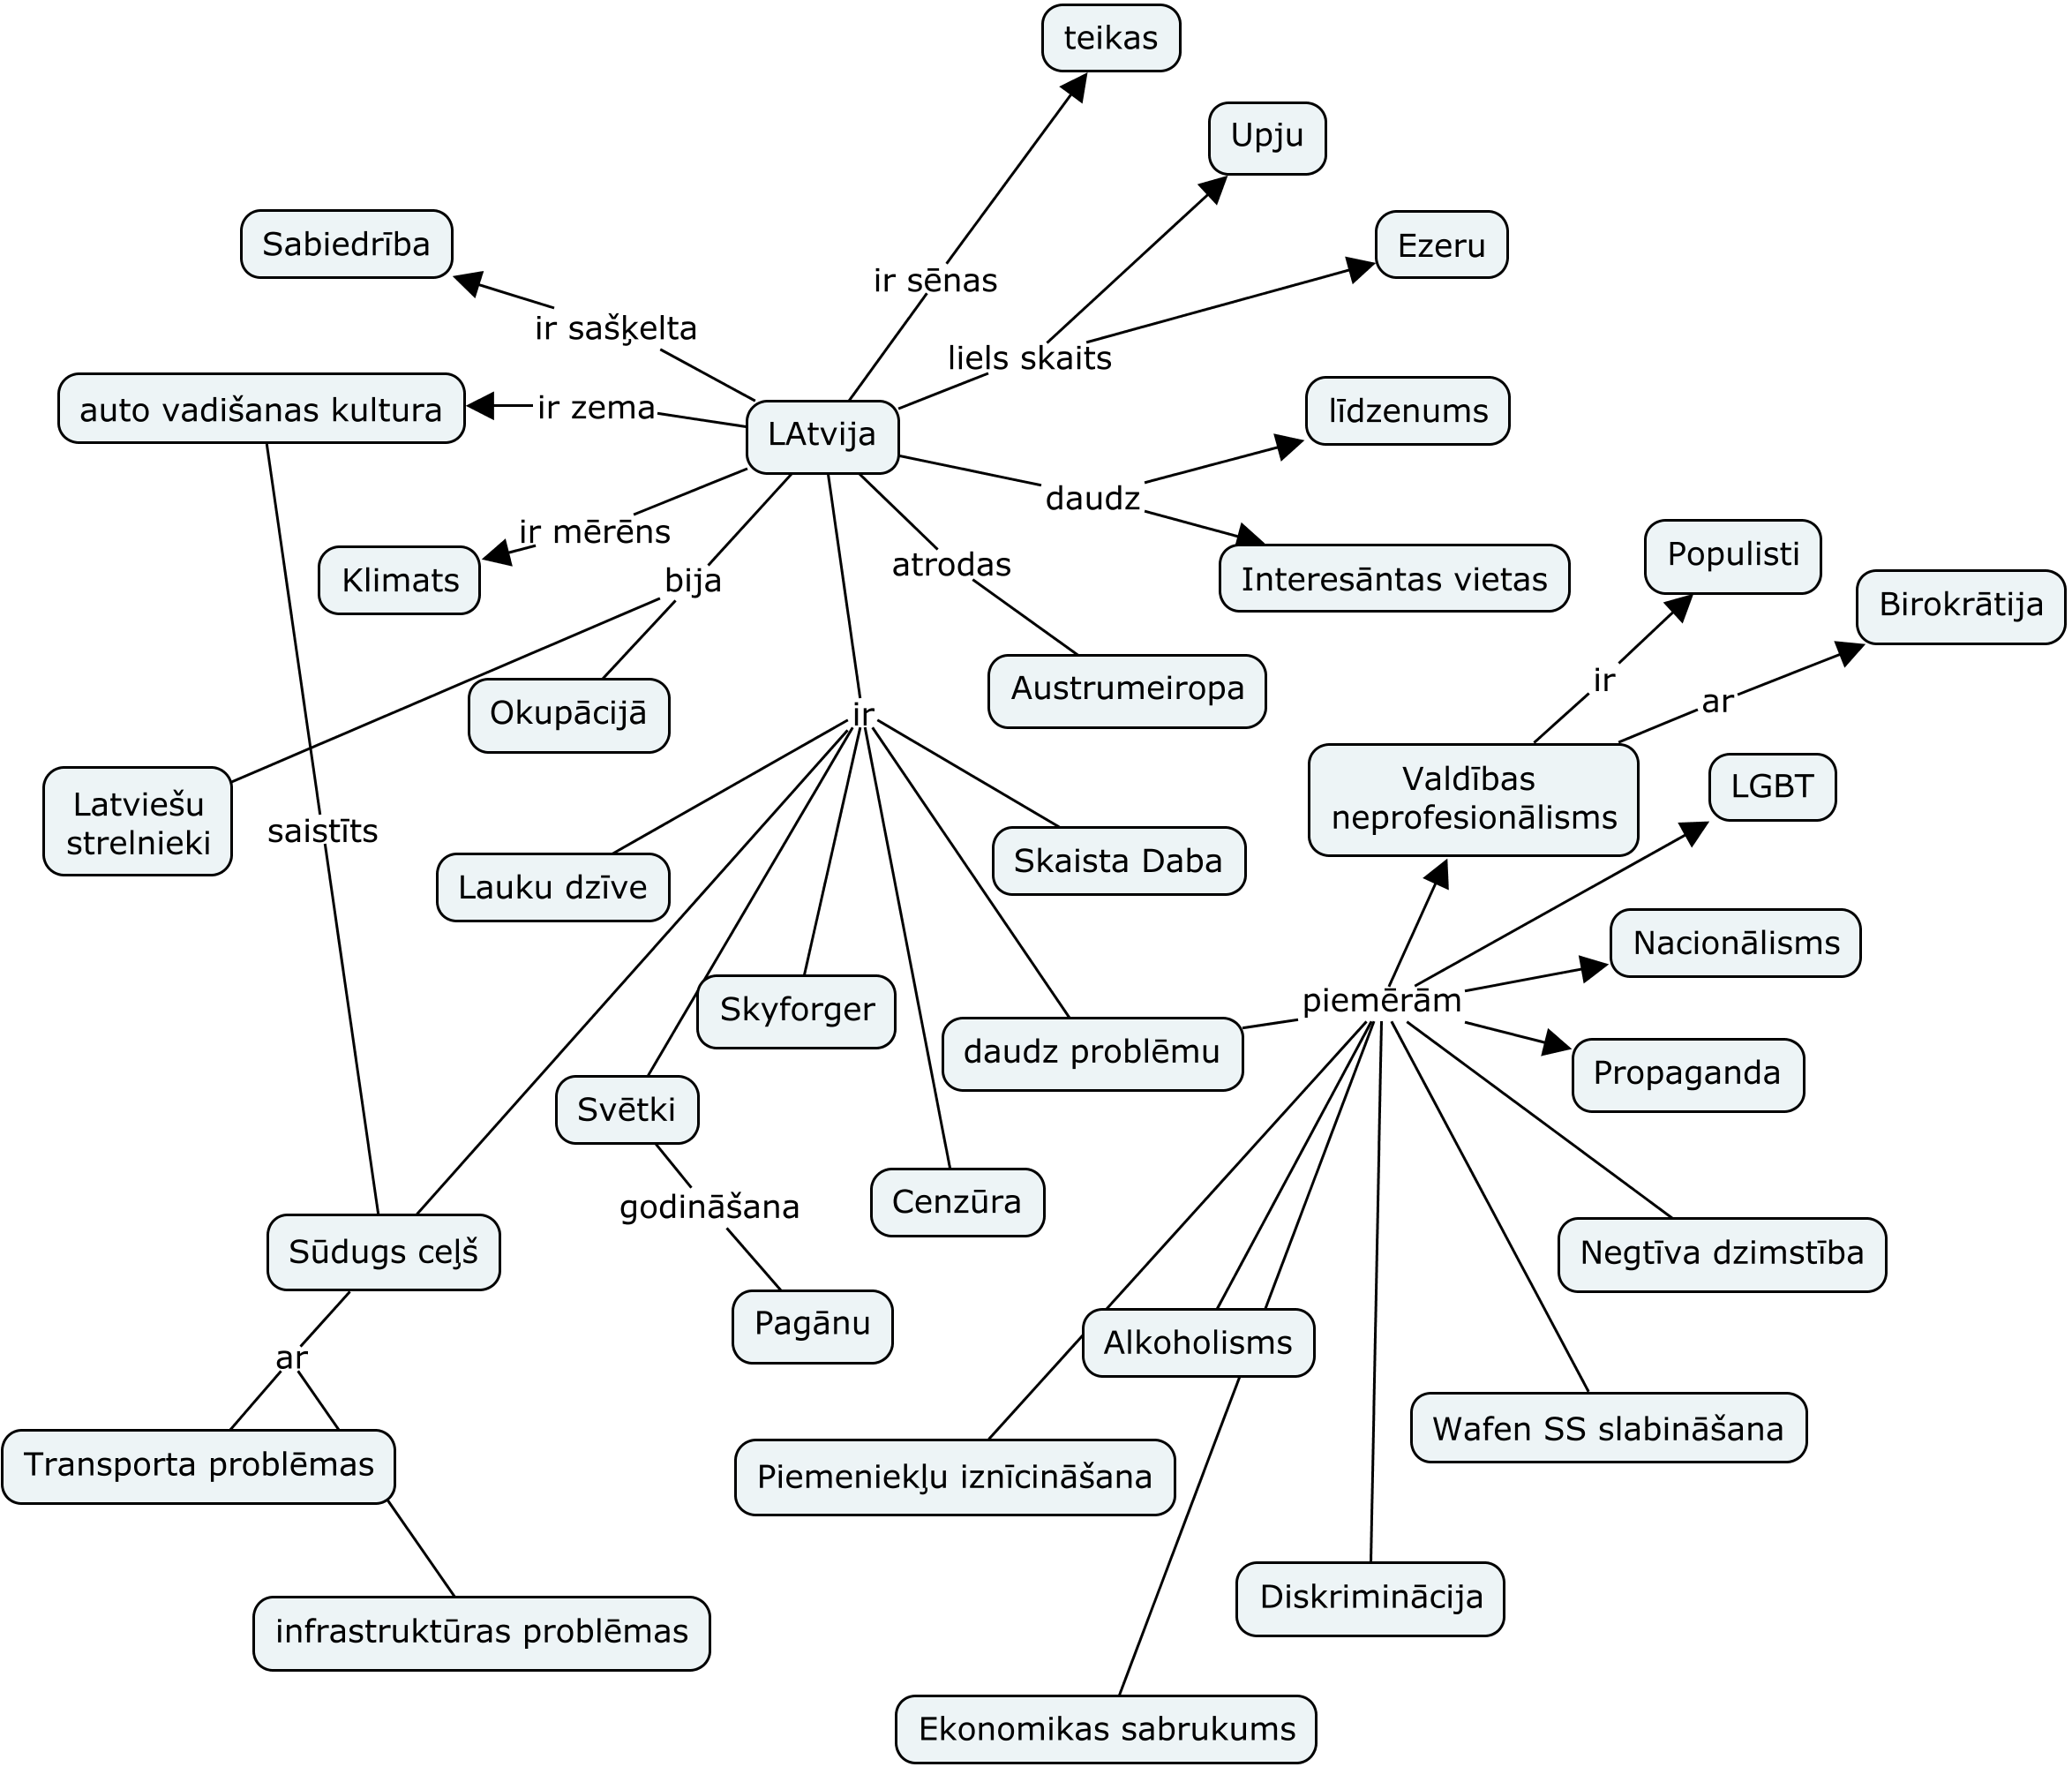 teikas
Upju
Sabiedrība
Ezeru
ir sēnas
ir sašķelta
liels skaits
auto vadišanas kultura
ir zema
LAtvija
līdzenums
daudz
ir mērēns
Klimats
bija
atrodas
Interesāntas vietas
Populisti
Birokrātija
Okupācijā
Austrumeiropa
ir
ar
ir
Valdības
neprofesionālisms
LGBT
Latviešu
strelnieki
saistīts
Lauku dzīve
Skaista Daba
Nacionālisms
Skyforger
piemērām
daudz problēmu
Propaganda
Svētki
godināšana
Cenzūra
Sūdugs ceļš
Negtīva dzimstība
Pagānu
ar
Alkoholisms
Wafen SS slabināšana
Transporta problēmas
Piemeniekļu iznīcināšana
Diskriminācija
infrastruktūras problēmas
Ekonomikas sabrukums